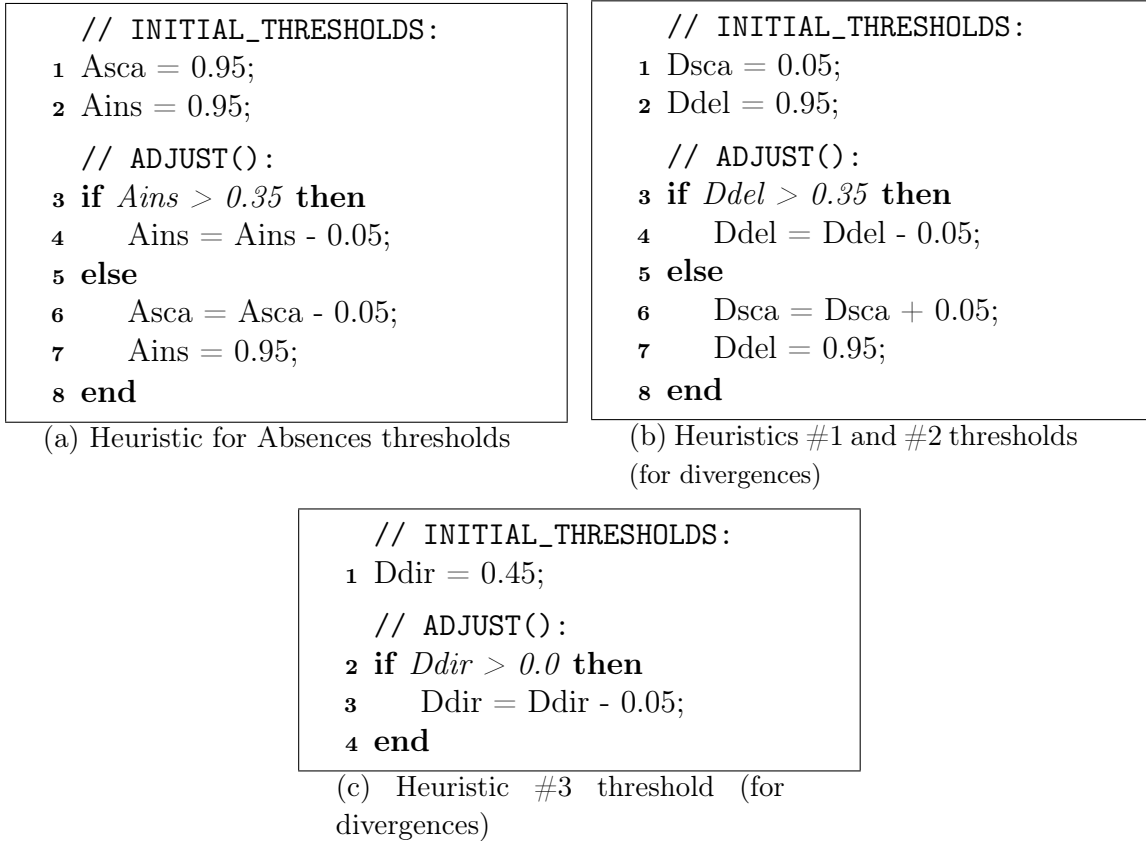 // INITIAL_THRESHOLDS:
1 Asca = 0.95;
2 Ains = 0.95;
// ADJUST():
3 if Ains > 0.35 then
4 Ains = Ains - 0.05;
5 else
6 Asca = Asca - 0.05;
7 Ains = 0.95;
8 end
(a) Heuristic for Absences thresholds
// INITIAL_THRESHOLDS:
1 Dsca = 0.05;
2 Ddel = 0.95;
// ADJUST():
3 if Ddel > 0.35 then
4 Ddel = Ddel - 0.05;
5 else
6 Dsca = Dsca + 0.05;
7 Ddel = 0.95;
8 end
(b) Heuristics #1 and #2 thresholds
(for divergences)
// INITIAL_THRESHOLDS:
1 Ddir = 0.45;
// ADJUST():
2 if Ddir > 0.0 then
3 Ddir = Ddir - 0.05;
4 end
(c) Heuristic #3 threshold (for
divergences)